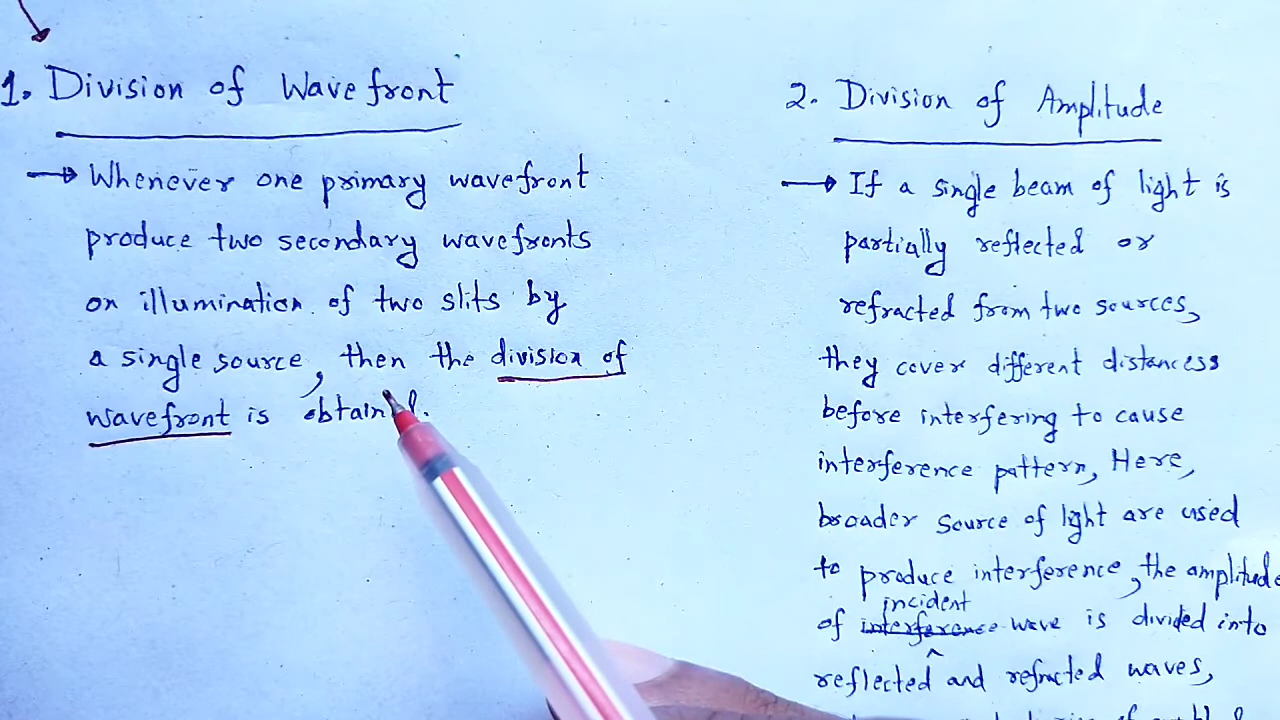 1. Division of Wavefront
→ Whenever one primary wavefront
produce two secondary wavefronts
on illumination of two slits by
a single source, then the division of
wavefront is obtained.
2. Division of Amplitude
→ If a single beam of light is
partially reflected or
refracted from two sources,
they cover different distancess
before interfering to cause
interference pattern, Here,
broader source of light are used
to produce interference, the amplitude
incident
of interference wave is divided into
reflected and refracted waves,